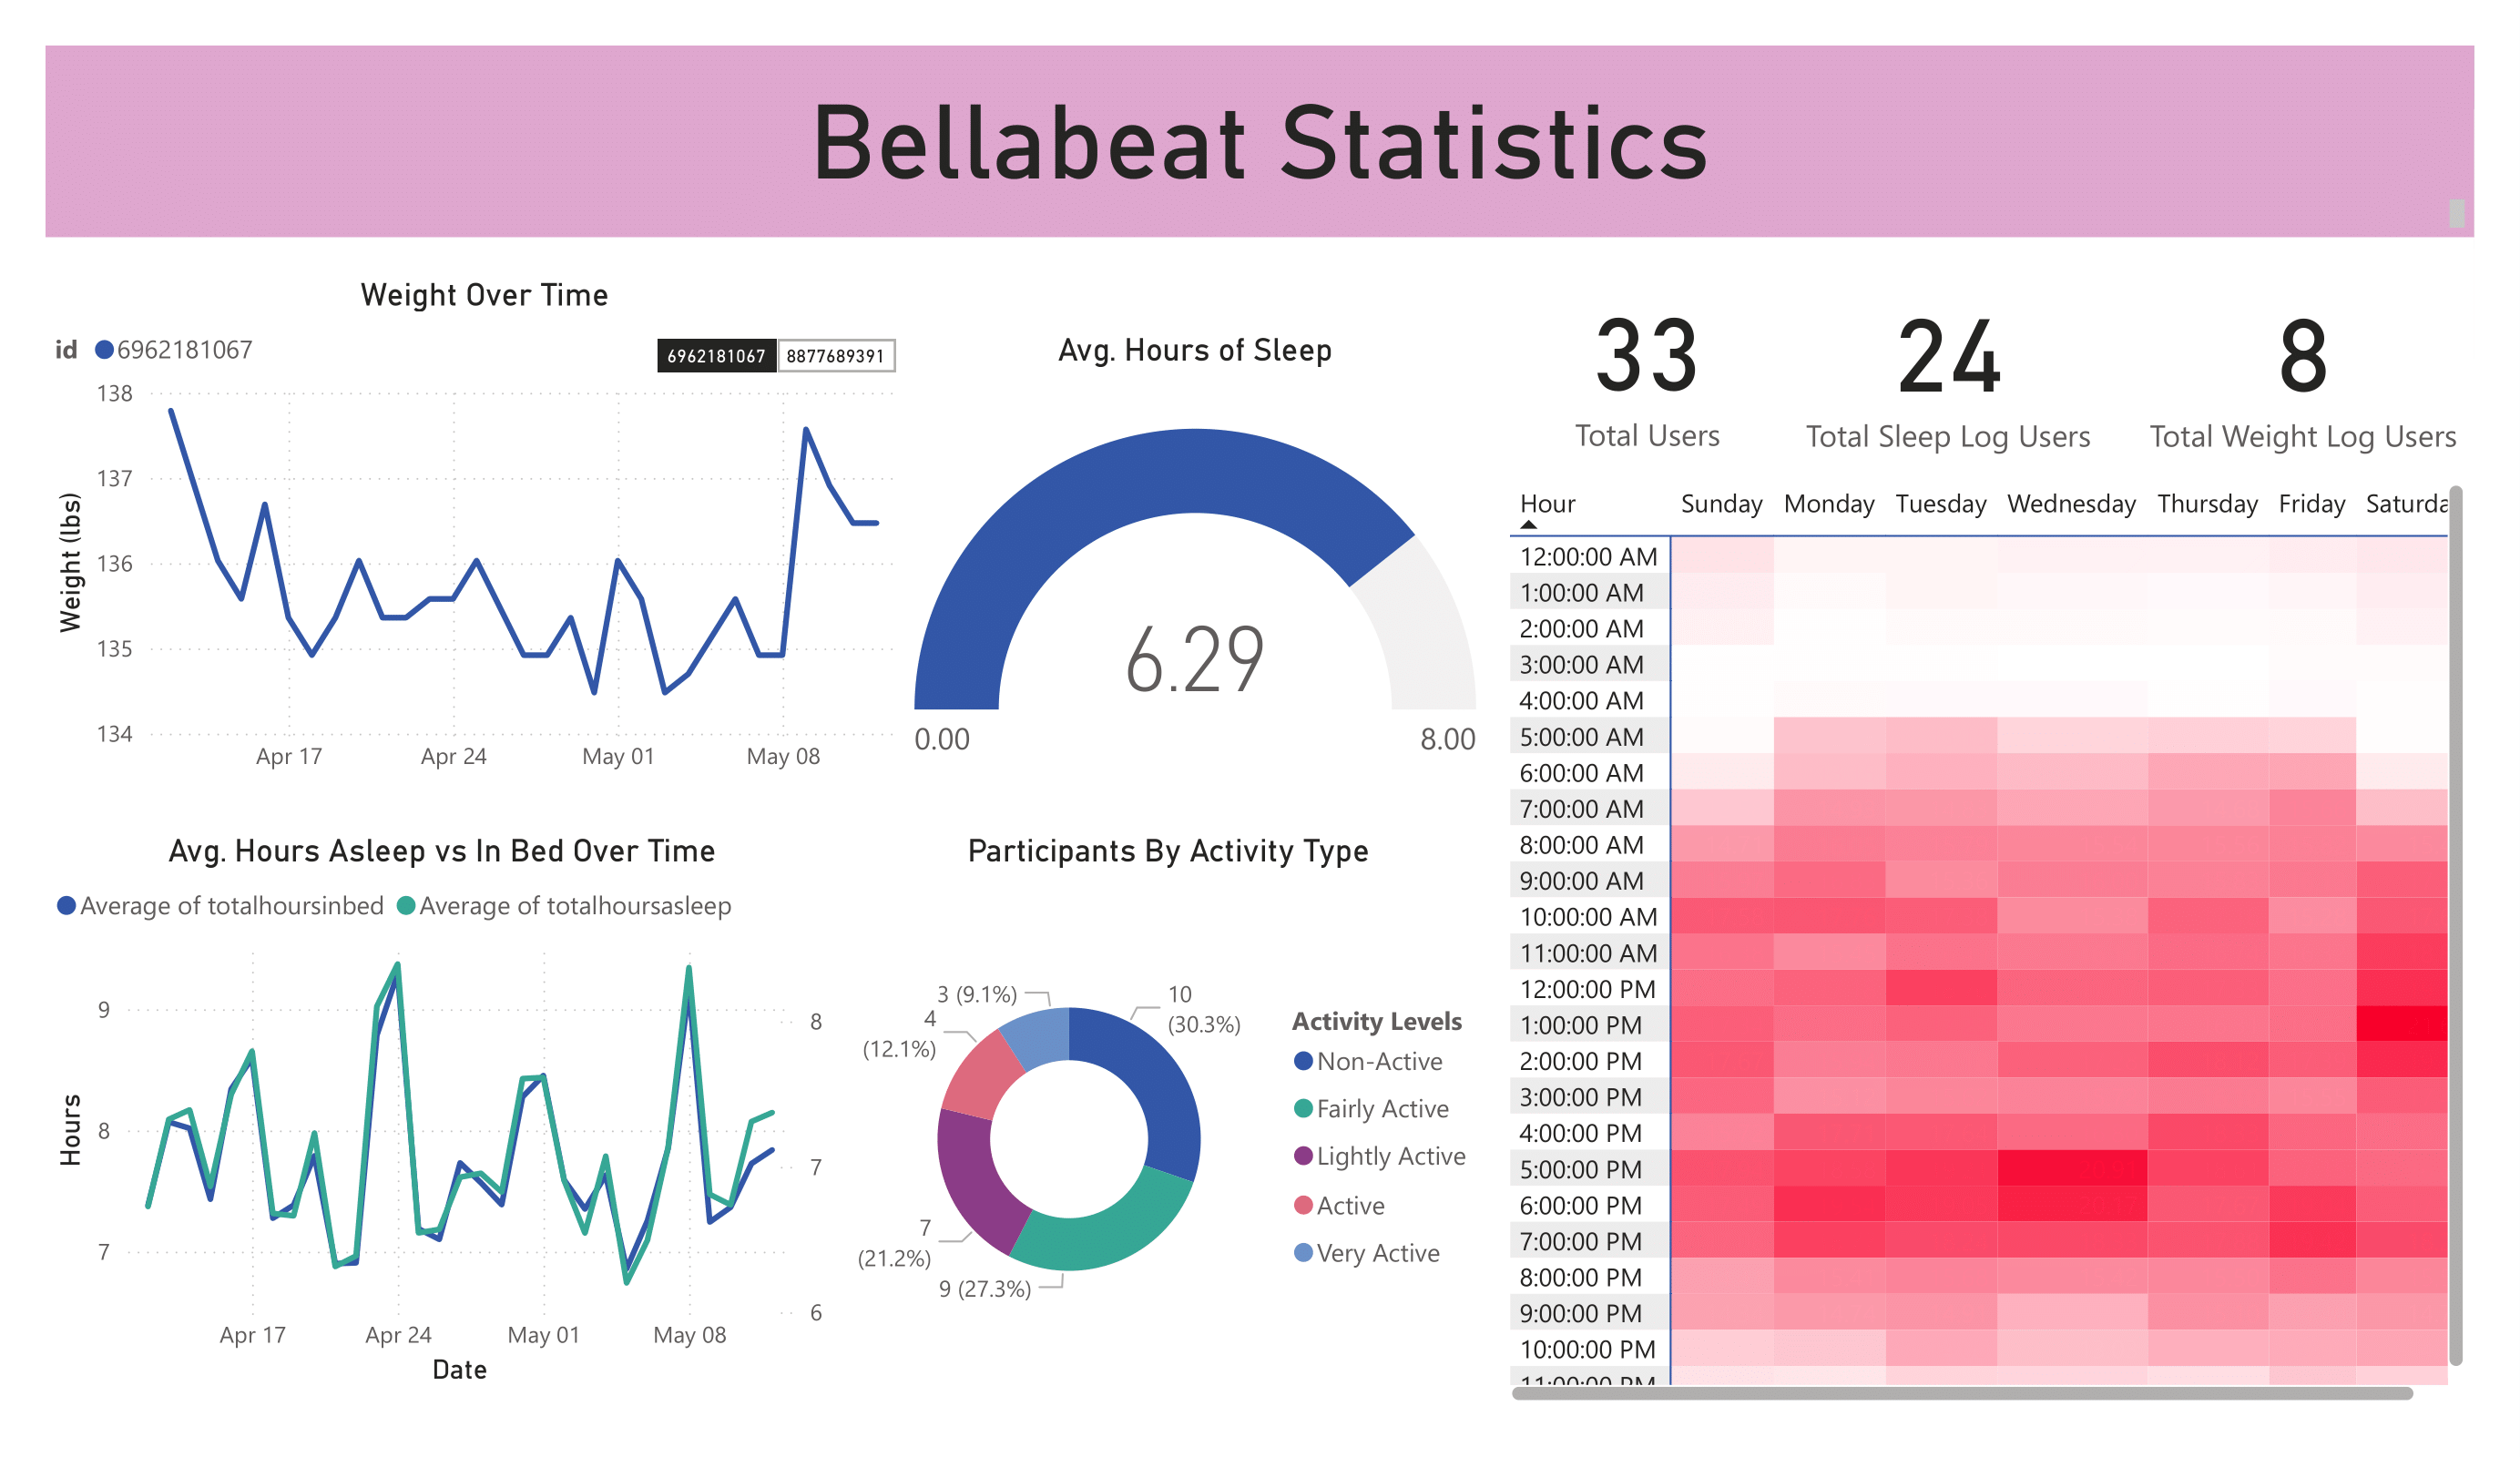 Bellabeat Statistics
Weight Over Time
id 6962181067
6962181067 8877689391
138
137
136
135
134
Weight (lbs)
Apr 17 Apr 24 May 01 May 08
Avg. Hours of Sleep
6.29
0.00 8.00
33
Total Users
24
Total Sleep Log Users
8
Total Weight Log Users
Avg. Hours Asleep vs In Bed Over Time
Average of totalhoursinbed Average of totalhoursasleep
9
8
7
Hours
8
7
6
Apr 17 Apr 24 May 01 May 08
Date
Participants By Activity Type
3 (9.1%)
4
(12.1%)
10
(30.3%)
7
(21.2%)
9 (27.3%)
Activity Levels
Non-Active
Fairly Active
Lightly Active
Active
Very Active
Hour Sunday Monday Tuesday Wednesday Thursday Friday Saturda
12:00:00 AM
1:00:00 AM
2:00:00 AM
3:00:00 AM
4:00:00 AM
5:00:00 AM
6:00:00 AM
7:00:00 AM
8:00:00 AM
9:00:00 AM
10:00:00 AM
11:00:00 AM
12:00:00 PM
1:00:00 PM
2:00:00 PM
3:00:00 PM
4:00:00 PM
5:00:00 PM
6:00:00 PM
7:00:00 PM
8:00:00 PM
9:00:00 PM
10:00:00 PM
11:00:00 PM